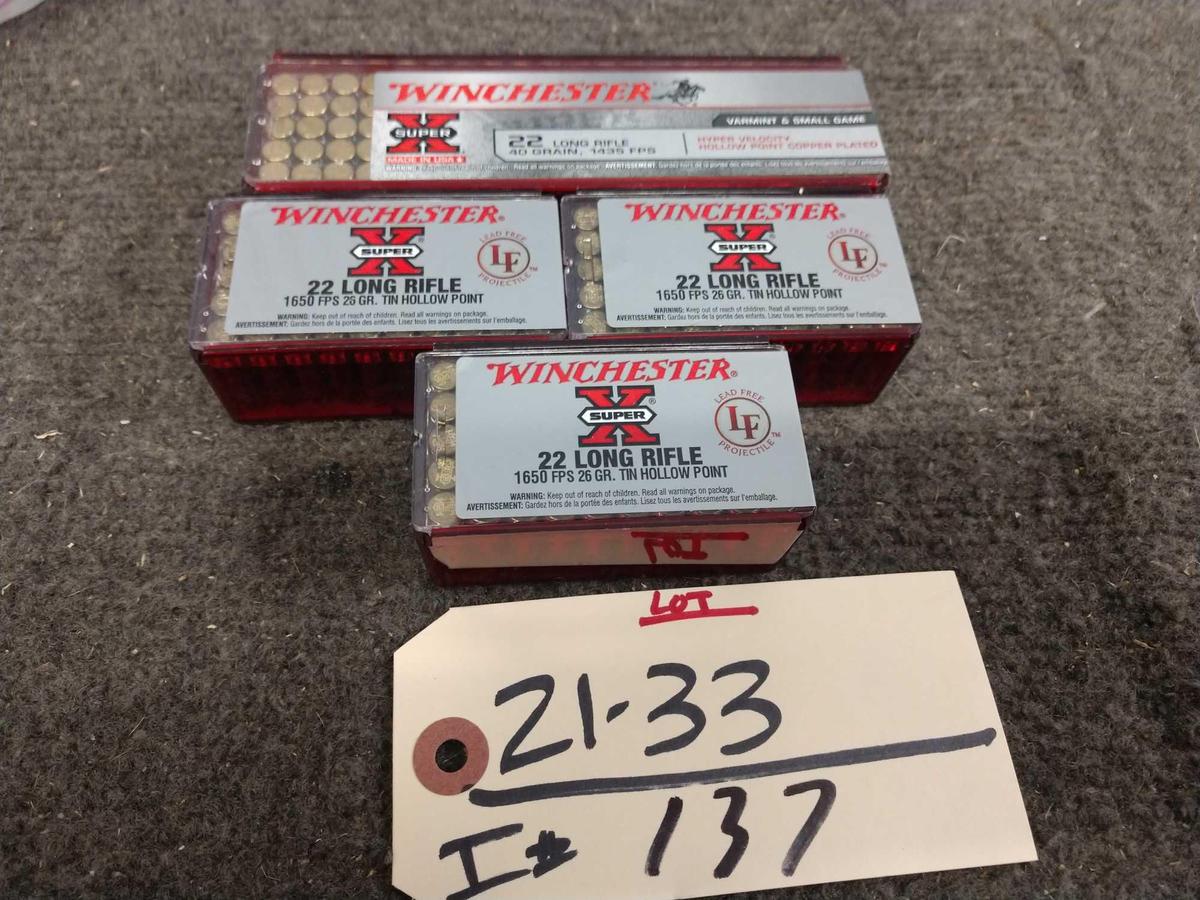 WINCHESTER
X
SUPER
MADE IN USA
VARMINT & SMALL GAME
22 LONG RIFLE
40 GRAIN, 1435 FPS
HYPER VELOCITY
HOLLOW POINT COPPER PLATED
WINCHESTER®
X®
SUPER
LEAD FREE
LF
PROJECTILE™
22 LONG RIFLE
1650 FPS 26 GR. TIN HOLLOW POINT
WARNING: Keep out of reach of children. Read all warnings on package.
AVERTISSEMENT: Gardez hors de la portée des enfants. Lisez tous les avertissements sur l'emballage.
WINCHESTER®
X®
SUPER
LEAD FREE
LF
PROJECTILE™
22 LONG RIFLE
1650 FPS 26 GR. TIN HOLLOW POINT
WARNING: Keep out of reach of children. Read all warnings on package.
AVERTISSEMENT: Gardez hors de la portée des enfants. Lisez tous les avertissements sur l'emballage.
WINCHESTER®
X®
SUPER
LEAD FREE
LF
PROJECTILE™
22 LONG RIFLE
1650 FPS 26 GR. TIN HOLLOW POINT
WARNING: Keep out of reach of children. Read all warnings on package.
AVERTISSEMENT: Gardez hors de la portée des enfants. Lisez tous les avertissements sur l'emballage.
LOT
21-33
I# 137